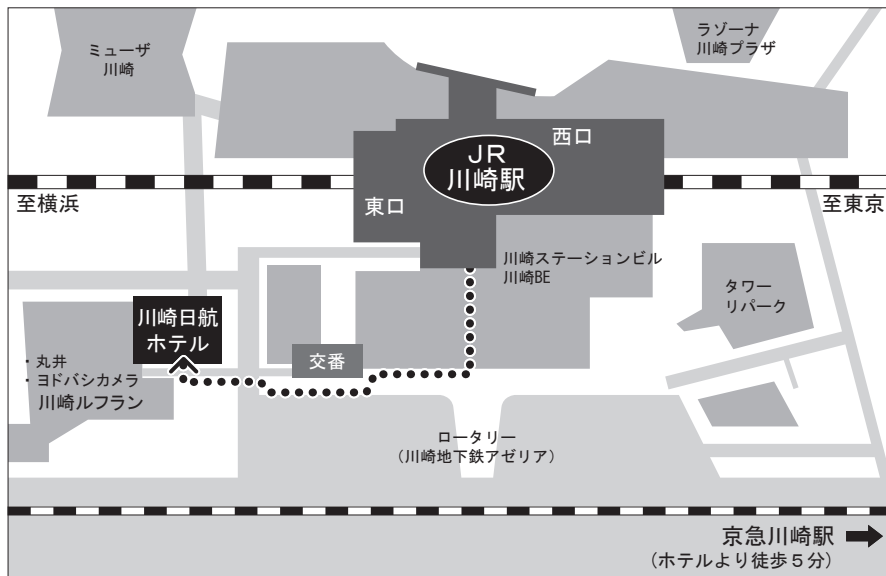 ミューザ
川崎
ラゾーナ
川崎プラザ
西口
JR
川崎駅
東口
至横浜
至東京
川崎ステーションビル
川崎BE
タワー
リパーク
川崎日航
ホテル
交番
・丸井
・ヨドバシカメラ
川崎ルフラン
ロータリー
（川崎地下鉄アゼリア）
京急川崎駅
（ホテルより徒歩５分）